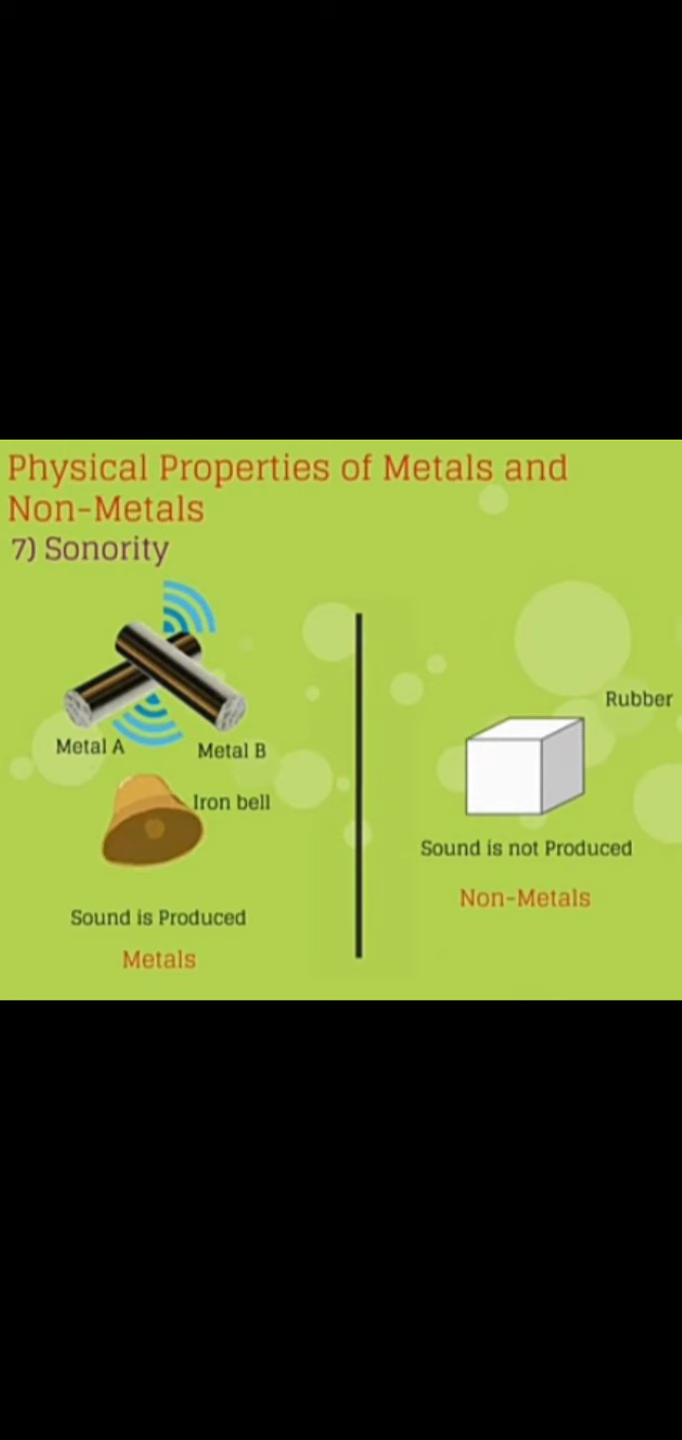 Physical Properties of Metals and
Non-Metals
7) Sonority
Metal A
Metal B
Iron bell
Sound is Produced
Metals
Rubber
Sound is not Produced
Non-Metals